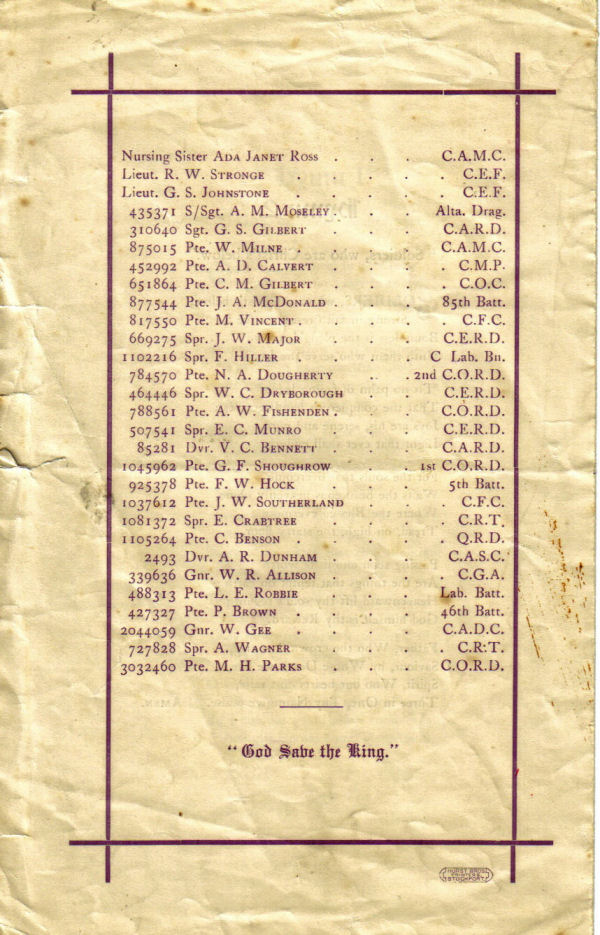 Nursing Sister ADA JANET ROSS . . . C.A.M.C.
Lieut. R. W. STRONGE . . . . C.E.F.
Lieut. G. S. JOHNSTONE . . . . C.E.F.
435371 S/Sgt. A. M. MOSELEY . . . Alta. Drag.
310640 Sgt. G. S. GILBERT . . . C.A.R.D.
875015 Pte. W. MILNE . . . . C.A.M.C.
452992 Pte. A. D. CALVERT . . . . C.M.P.
651864 Pte. C. M. GILBERT . . . . C.O.C.
877544 Pte. J. A. MCDONALD . . . . 85th Batt.
817550 Pte. M. VINCENT . . . . . C.F.C.
669275 Spr. J. W. MAJOR . . . C.E.R.D.
1102216 Spr. F. HILLER . . . C Lab. Bn.
784570 Pte. N. A. DOUGHERTY . . 2nd C.O.R.D.
464446 Spr. W. C. DRYBOROUGH . . . C.E.R.D.
788561 Pte. A. W. FISHENDEN . . . . C.O.R.D.
507541 Spr. E. C. MUNRO . . . . C.E.R.D.
85281 Dvr. V. C. BENNETT . . . . C.A.R.D.
1045962 Pte. G. F. SHOUGHROW . . 1st C.O.R.D.
925378 Pte. F. W. HOCK . . . 5th Batt.
1037612 Pte. J. W. SOUTHERLAND . . . . C.F.C.
1081372 Spr. E. CRABTREE . . . . C.R.T.
1105264 Pte. C. BENSON . . . . . Q.R.D.
2493 Dvr. A. R. DUNHAM . . . C.A.S.C.
339636 Gnr. W. R. ALLISON . . . . C.G.A.
488313 Pte. L. E. ROBBIE . . . Lab. Batt.
427327 Pte. P. BROWN . . . . 46th Batt.
2044059 Gnr. W. GEE . . . . C.A.D.C.
727828 Spr. A. WAGNER . . . . C.R.T.
3032460 Pte. M. H. PARKS . . . C.O.R.D.
"God Save the King."
HURST BROS.
PRINTERS
STOCKPORT